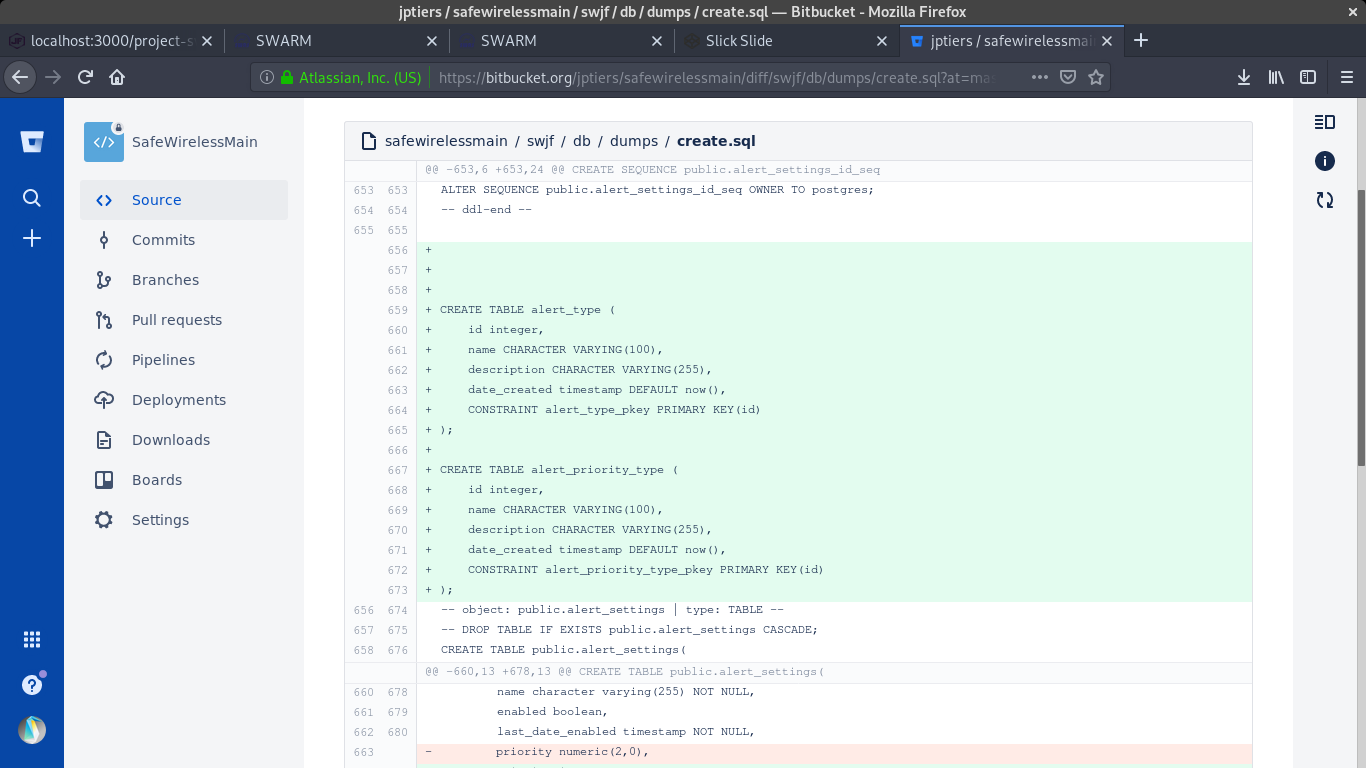 jptiers / safewirelessmain / swjf / db / dumps / create.sql — Bitbucket - Mozilla Firefox
localhost:3000/project-s
SWARM
SWARM
Slick Slide
jptiers / safewirelessmai
Atlassian, Inc. (US)
https://bitbucket.org/jptiers/safewirelessmain/diff/swjf/db/dumps/create.sql?at=mas
SafeWirelessMain
Source
Commits
Branches
Pull requests
Pipelines
Deployments
Downloads
Boards
Settings
safewirelessmain / swjf / db / dumps / create.sql
@@ -653,6 +653,24 @@ CREATE SEQUENCE public.alert_settings_id_seq
653 653 ALTER SEQUENCE public.alert_settings_id_seq OWNER TO postgres;
654 654 -- ddl-end --
655 655
656 +
657 +
658 +
659 + CREATE TABLE alert_type (
660 + id integer,
661 + name CHARACTER VARYING(100),
662 + description CHARACTER VARYING(255),
663 + date_created timestamp DEFAULT now(),
664 + CONSTRAINT alert_type_pkey PRIMARY KEY(id)
665 + );
666 +
667 + CREATE TABLE alert_priority_type (
668 + id integer,
669 + name CHARACTER VARYING(100),
670 + description CHARACTER VARYING(255),
671 + date_created timestamp DEFAULT now(),
672 + CONSTRAINT alert_priority_type_pkey PRIMARY KEY(id)
673 + );
656 674 -- object: public.alert_settings | type: TABLE --
657 675 -- DROP TABLE IF EXISTS public.alert_settings CASCADE;
658 676 CREATE TABLE public.alert_settings(
@@ -660,13 +678,13 @@ CREATE TABLE public.alert_settings(
660 678 name character varying(255) NOT NULL,
661 679 enabled boolean,
662 680 last_date_enabled timestamp NOT NULL,
663 - priority numeric(2,0),